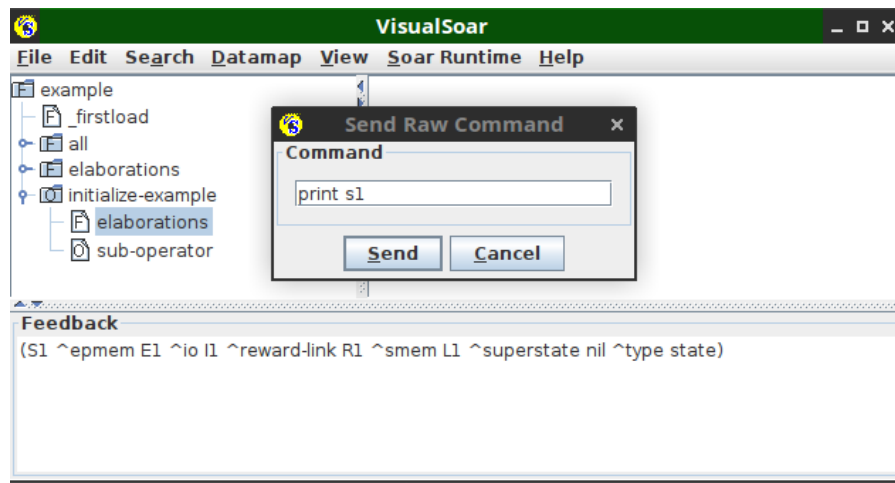 VisualSoar
File Edit Search Datamap View Soar Runtime Help
example
_firstload
all
elaborations
initialize-example
elaborations
sub-operator
Send Raw Command
Command
print s1
Send Cancel
Feedback
(S1 ^epmem E1 ^io I1 ^reward-link R1 ^smem L1 ^superstate nil ^type state)